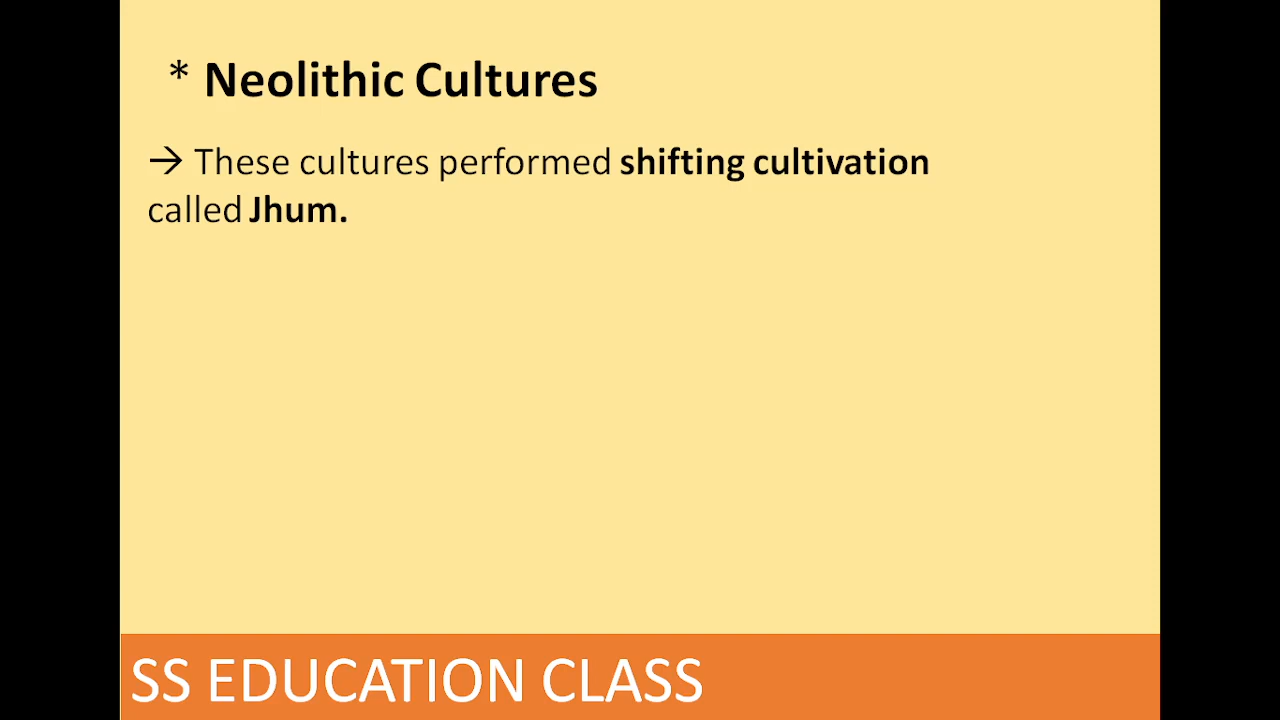 * Neolithic Cultures
→ These cultures performed shifting cultivation
called Jhum.
SS EDUCATION CLASS